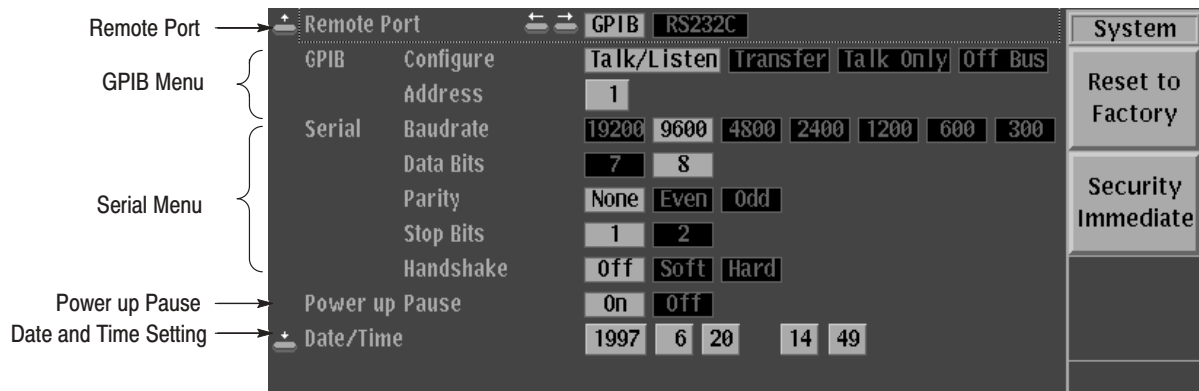 Remote Port
GPIB Menu
Serial Menu
Power up Pause
Date and Time Setting
Remote Port GPIB RS232C
GPIB Configure Talk/Listen Transfer Talk Only Off Bus
Address 1
Serial Baudrate 19200 9600 4800 2400 1200 600 300
Data Bits 7 8
Parity None Even Odd
Stop Bits 1 2
Handshake Off Soft Hard
Power up Pause On Off
Date/Time 1997 6 20 14 49
System
Reset to
Factory
Security
Immediate